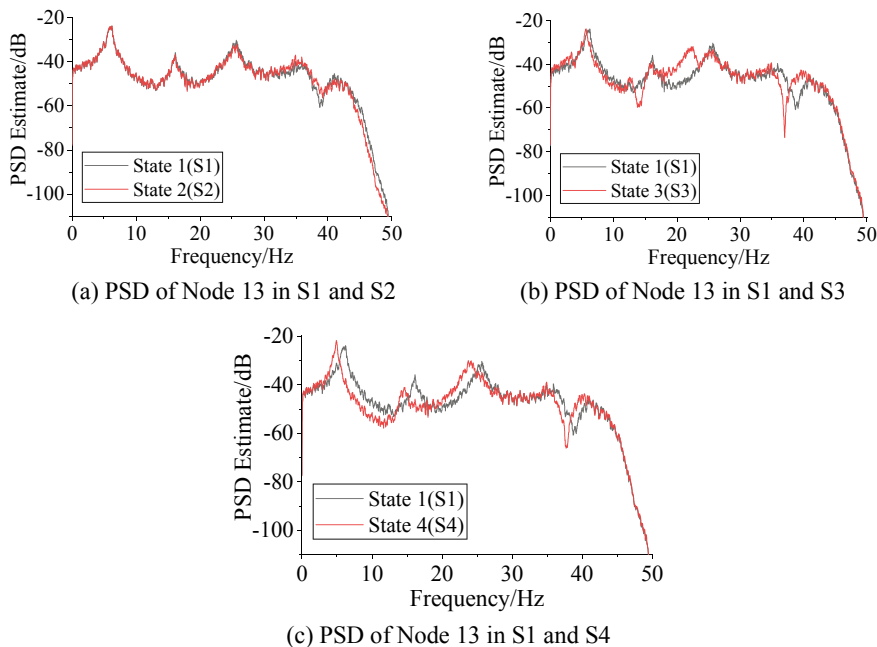 -20
-40
-60
-80
-100
PSD Estimate/dB
State 1(S1)
State 2(S2)
0 10 20 30 40 50
Frequency/Hz
(a) PSD of Node 13 in S1 and S2
-20
-40
-60
-80
-100
PSD Estimate/dB
State 1(S1)
State 3(S3)
0 10 20 30 40 50
Frequency/Hz
(b) PSD of Node 13 in S1 and S3
-20
-40
-60
-80
-100
PSD Estimate/dB
State 1(S1)
State 4(S4)
0 10 20 30 40 50
Frequency/Hz
(c) PSD of Node 13 in S1 and S4